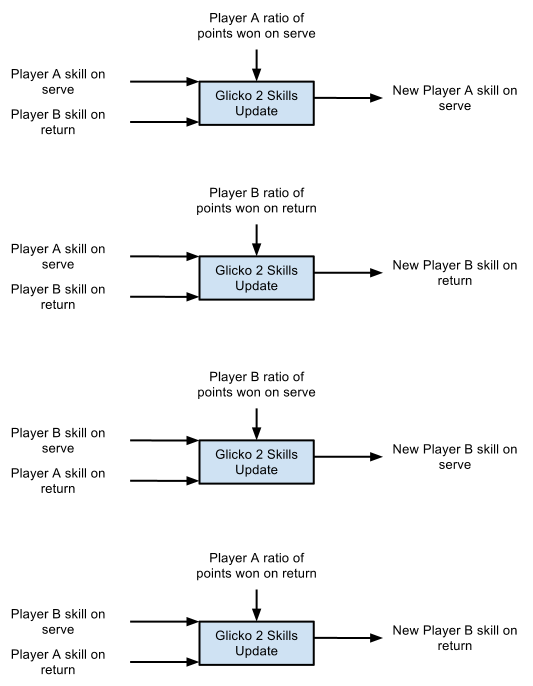 Player A ratio of
points won on serve
Player A skill on
serve
Player B skill on
return
Glicko 2 Skills
Update
New Player A skill on
serve
Player B ratio of
points won on return
Player A skill on
serve
Player B skill on
return
Glicko 2 Skills
Update
New Player B skill on
return
Player B ratio of
points won on serve
Player B skill on
serve
Player A skill on
return
Glicko 2 Skills
Update
New Player B skill on
serve
Player A ratio of
points won on return
Player B skill on
serve
Player A skill on
return
Glicko 2 Skills
Update
New Player B skill on
return